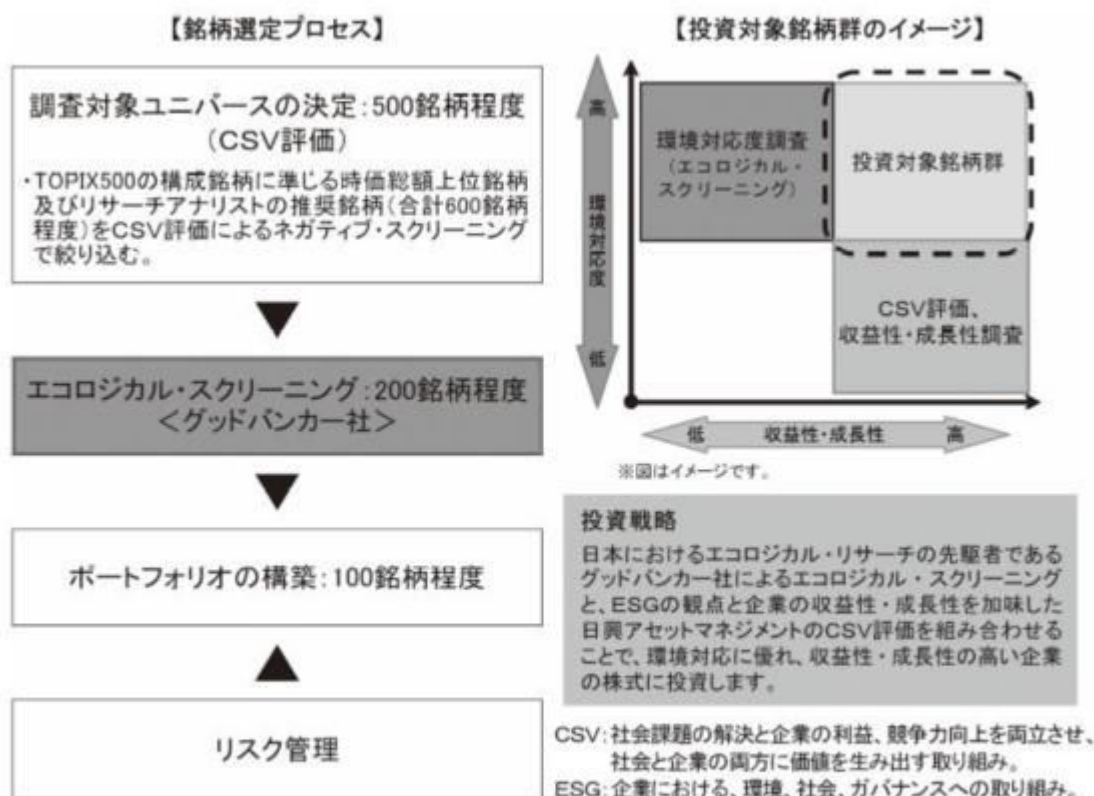 【銘柄選定プロセス】
調査対象ユニバースの決定:500銘柄程度
(CSV評価)
・TOPIX500の構成銘柄に準じる時価総額上位銘柄
及びリサーチアナリストの推奨銘柄(合計600銘柄
程度)をCSV評価によるネガティブ・スクリーニング
で絞り込む。
エコロジカル・スクリーニング:200銘柄程度
<グッドバンカー社>
ポートフォリオの構築:100銘柄程度
リスク管理
【投資対象銘柄群のイメージ】
高
環境対応度
低
環境対応度調査
(エコロジカル・
スクリーニング)
投資対象銘柄群
CSV評価、
収益性・成長性調査
低 収益性・成長性 高
※図はイメージです。
投資戦略
日本におけるエコロジカル・リサーチの先駆者である
グッドバンカー社によるエコロジカル・スクリーニング
と、ESGの観点と企業の収益性・成長性を加味した
日興アセットマネジメントのCSV評価を組み合わせる
ことで、環境対応に優れ、収益性・成長性の高い企業
の株式に投資します。
CSV:社会課題の解決と企業の利益、競争力向上を両立させ、
社会と企業の両方に価値を生み出す取り組み。
ESG:企業における、環境、社会、ガバナンスへの取り組み。